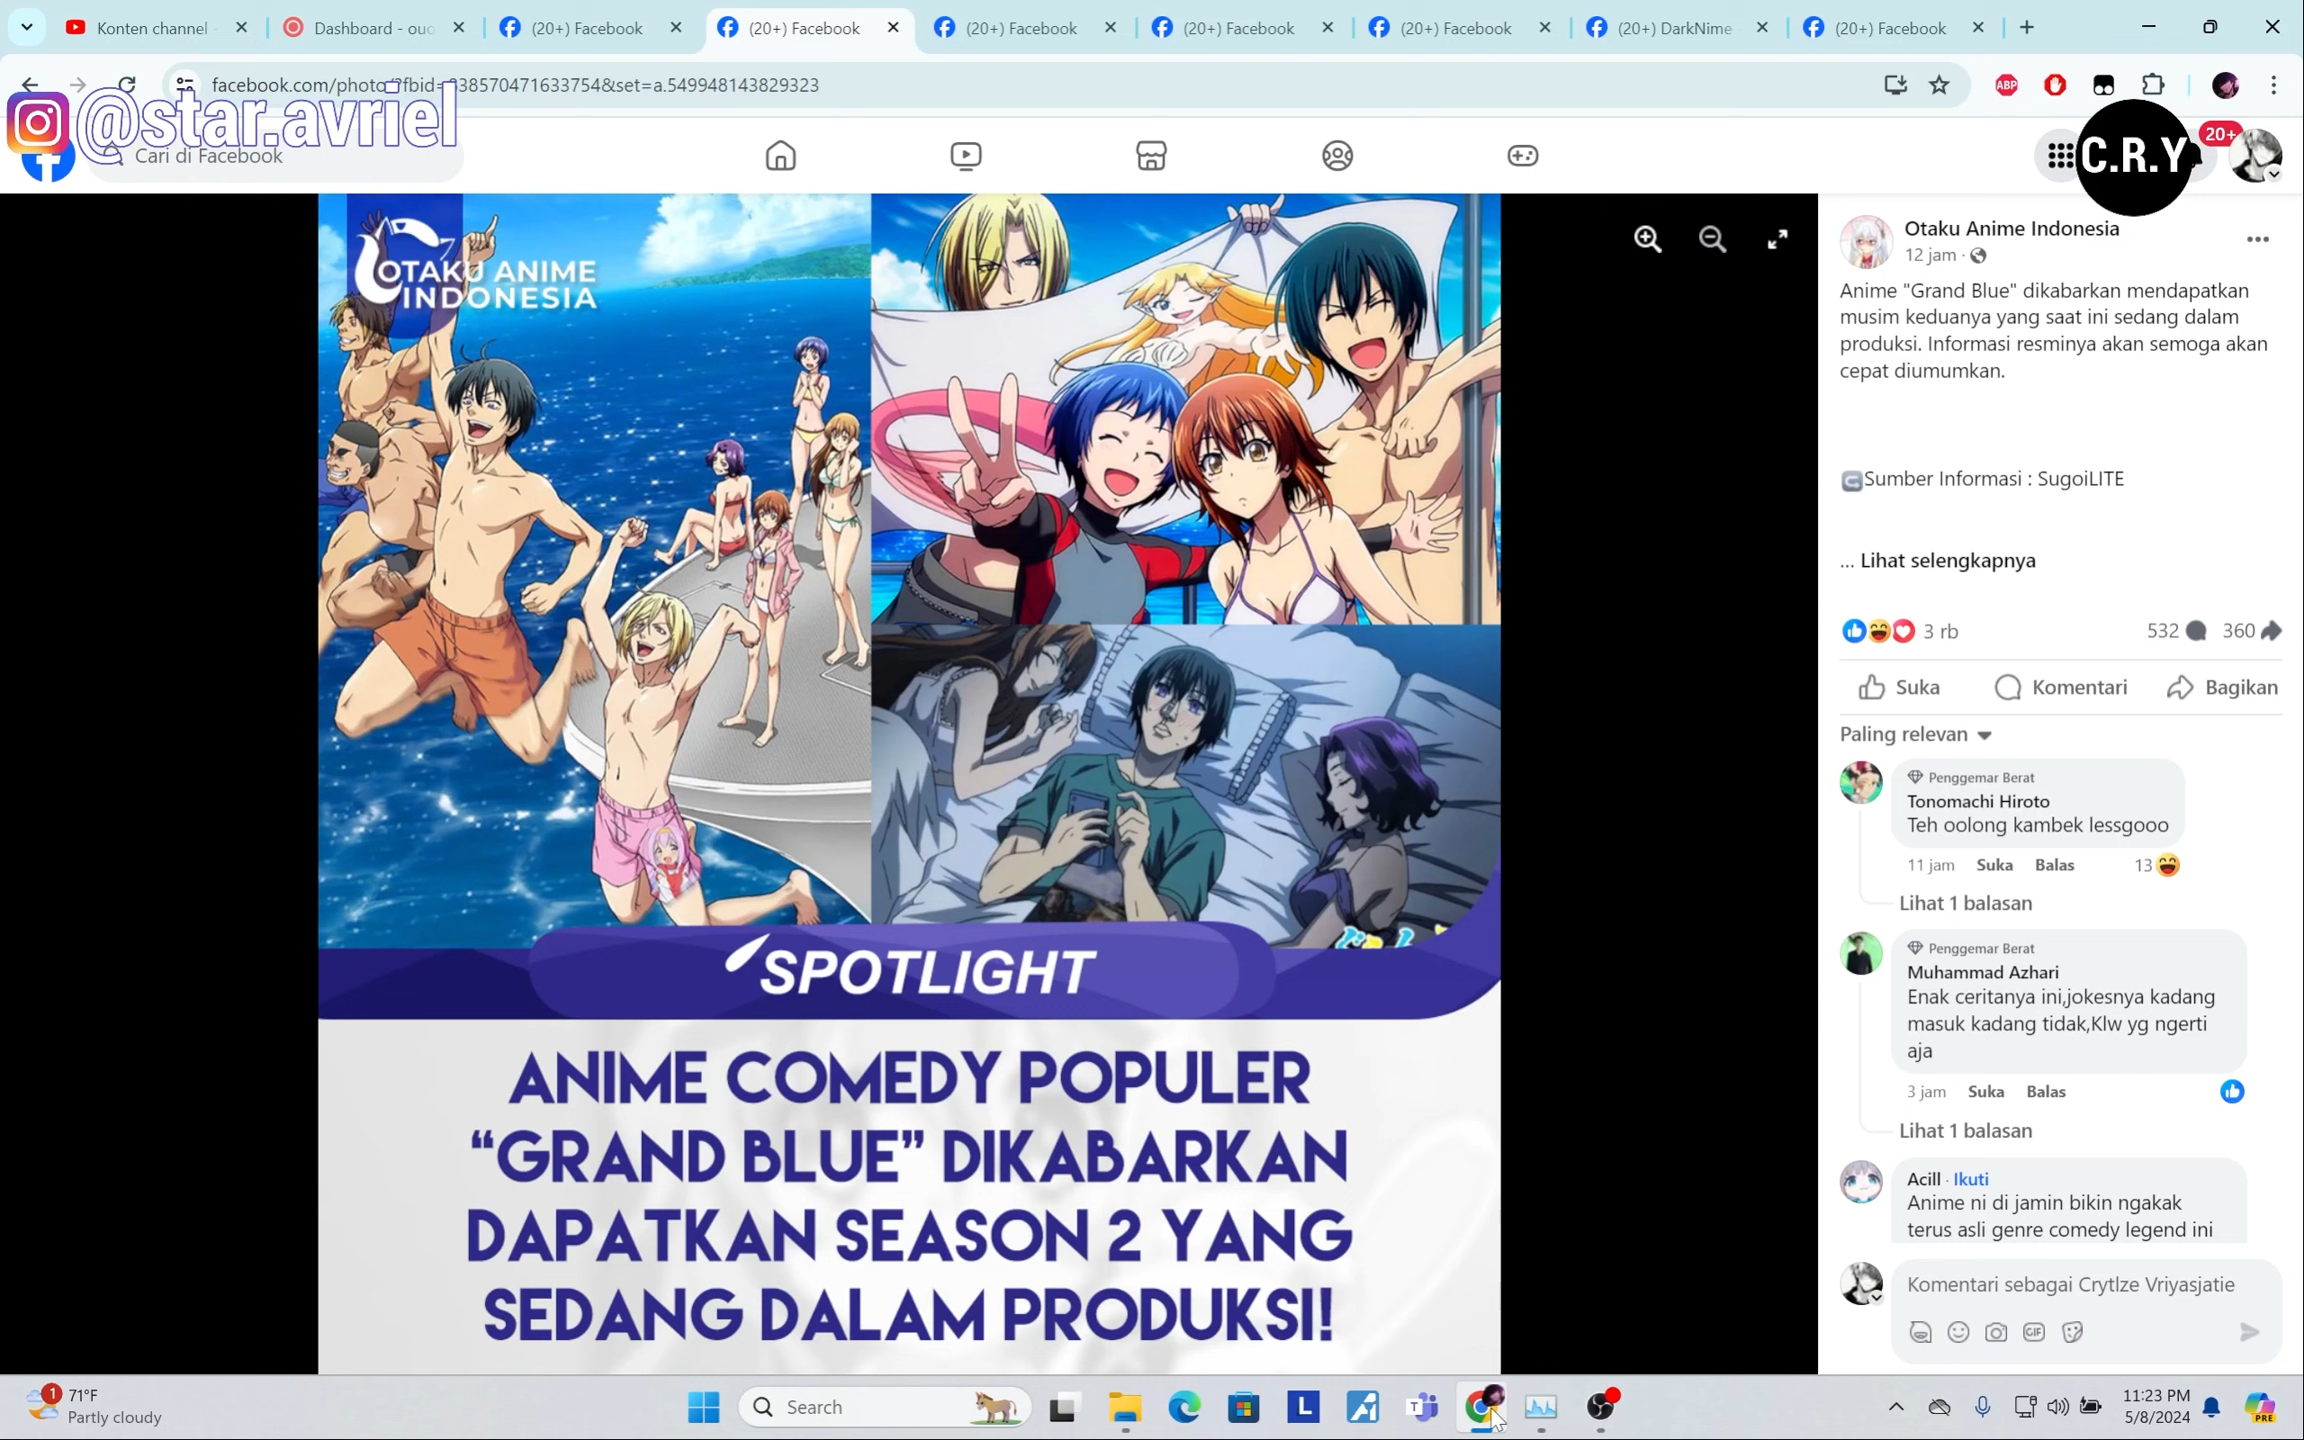 Konten channel
Dashboard - ouo
(20+) Facebook
(20+) Facebook
(20+) Facebook
(20+) Facebook
(20+) Facebook
(20+) DarkNime
(20+) Facebook
facebook.com/photo/?fbid= 38570471633754&set=a.549948143829323
ABP
@star.avriel
Cari di Facebook
C.R.Y
20+
OTAKU ANIME
INDONESIA
SPOTLIGHT
ANIME COMEDY POPULER
“GRAND BLUE” DIKABARKAN
DAPATKAN SEASON 2 YANG
SEDANG DALAM PRODUKSI!
Otaku Anime Indonesia
12 jam ·
Anime "Grand Blue" dikabarkan mendapatkan
musim keduanya yang saat ini sedang dalam
produksi. Informasi resminya akan semoga akan
cepat diumumkan.
Sumber Informasi : SugoiLITE
... Lihat selengkapnya
3 rb
532
360
Suka
Komentari
Bagikan
Paling relevan
Penggemar Berat
Tonomachi Hiroto
Teh oolong kambek lessgooo
11 jam Suka Balas 13
Lihat 1 balasan
Penggemar Berat
Muhammad Azhari
Enak ceritanya ini,jokesnya kadang
masuk kadang tidak,Klw yg ngerti
aja
3 jam Suka Balas
Lihat 1 balasan
Acill · Ikuti
Anime ni di jamin bikin ngakak
terus asli genre comedy legend ini
Komentari sebagai Crytlze Vriyasjatie
GIF
1
71°F
Partly cloudy
Search
L
11:23 PM
5/8/2024
PRE